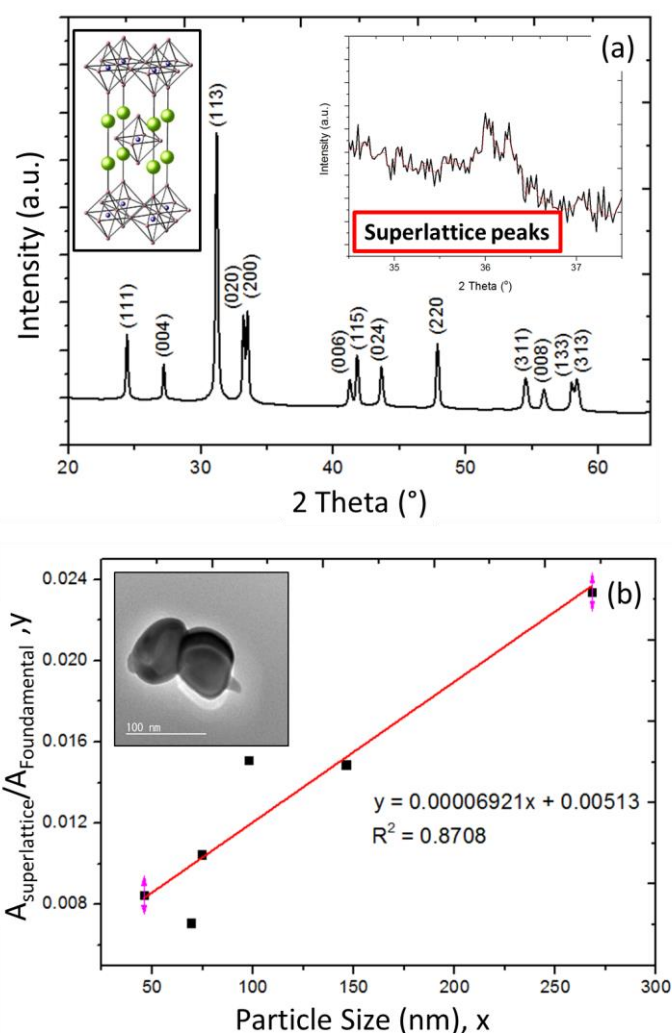 (a)
Intensity (a.u.)
(111)
(004)
(113)
(020)
(200)
(006)
(115)
(024)
(220
(311)
(008)
(133)
(313)
Intensity (a.u.)
Superlattice peaks
35 36 37
2 Theta (°)
20 30 40 50 60
2 Theta (°)
(b)
A superlattice/A Foundamental ,y
0.024
0.020
0.016
0.012
0.008
100 nm
y = 0.00006921x + 0.00513
R² = 0.8708
50 100 150 200 250 300
Particle Size (nm), x